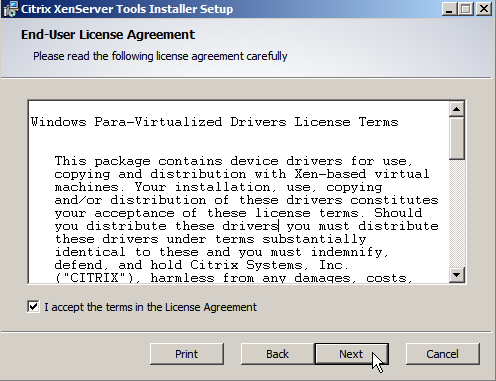 Citrix XenServer Tools Installer Setup
End-User License Agreement
Please read the following license agreement carefully
Windows Para-Virtualized Drivers License Terms
This package contains device drivers for use,
copying and distribution with Xen-based virtual
machines. Your installation, use, copying
and/or distribution of these drivers constitutes
your acceptance of these license terms. Should
you distribute these drivers you must distribute
these drivers under terms substantially
identical to these and you must indemnify,
defend, and hold Citrix Systems, Inc.
("CITRIX"), harmless from any damages, costs,
I accept the terms in the License Agreement
Print Back Next Cancel